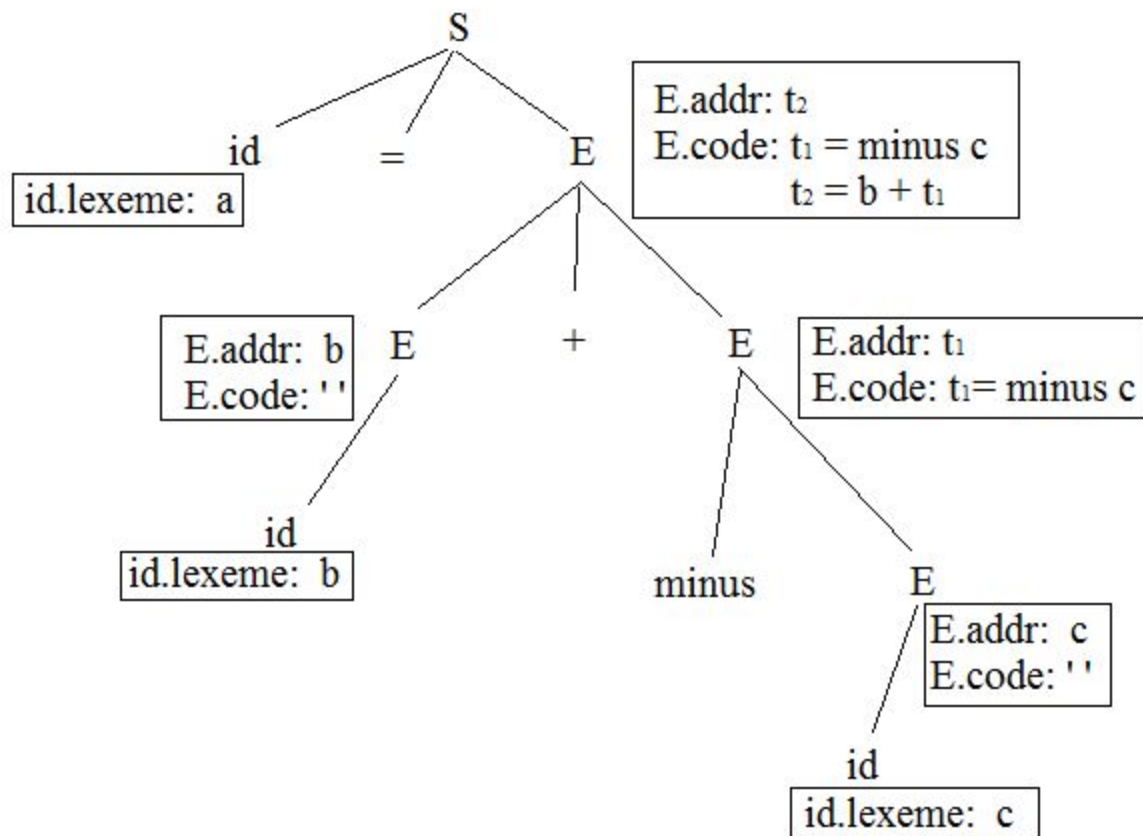 S
id
=
E
id.lexeme: a
E.addr: t₂
E.code: t₁ = minus c
t₂ = b + t₁
E.addr: b
E.code: ' '
E
+
E
E.addr: t₁
E.code: t₁= minus c
id
id.lexeme: b
minus
E
E.addr: c
E.code: ' '
id
id.lexeme: c